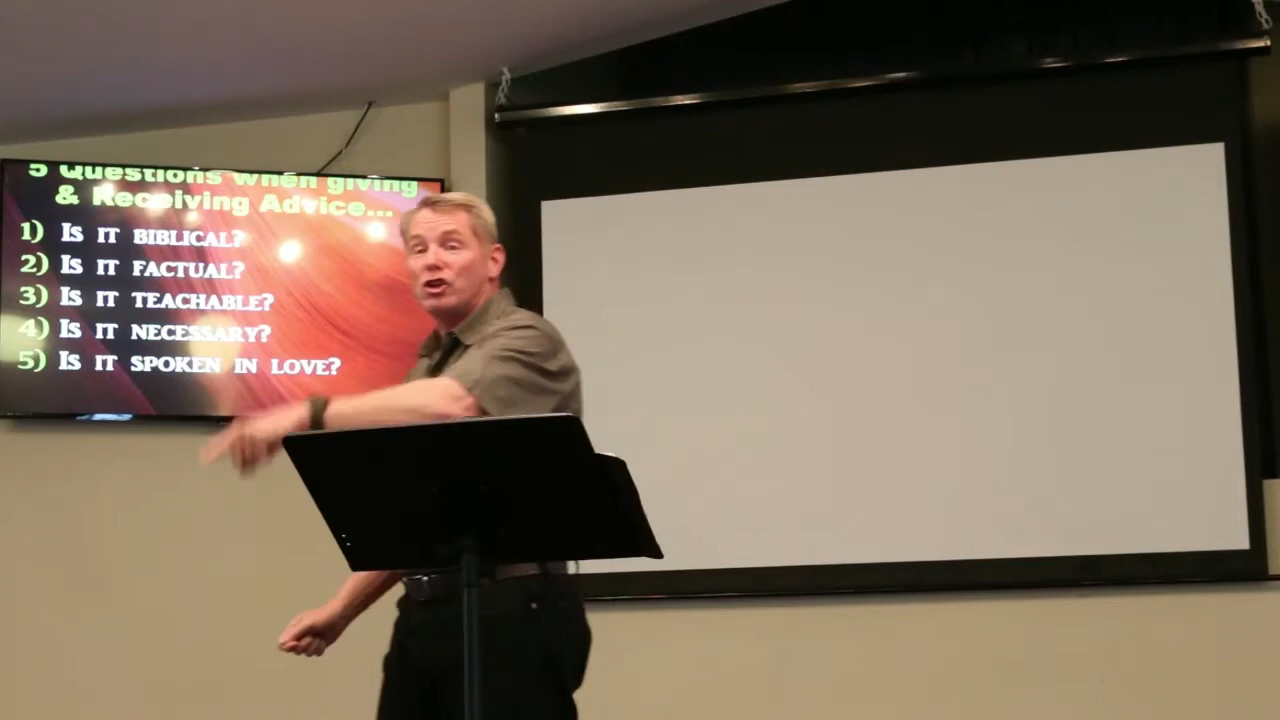 5 Questions when giving
& Receiving Advice...
1) Is it biblical?
2) Is it factual?
3) Is it teachable?
4) Is it necessary?
5) Is it spoken in love?